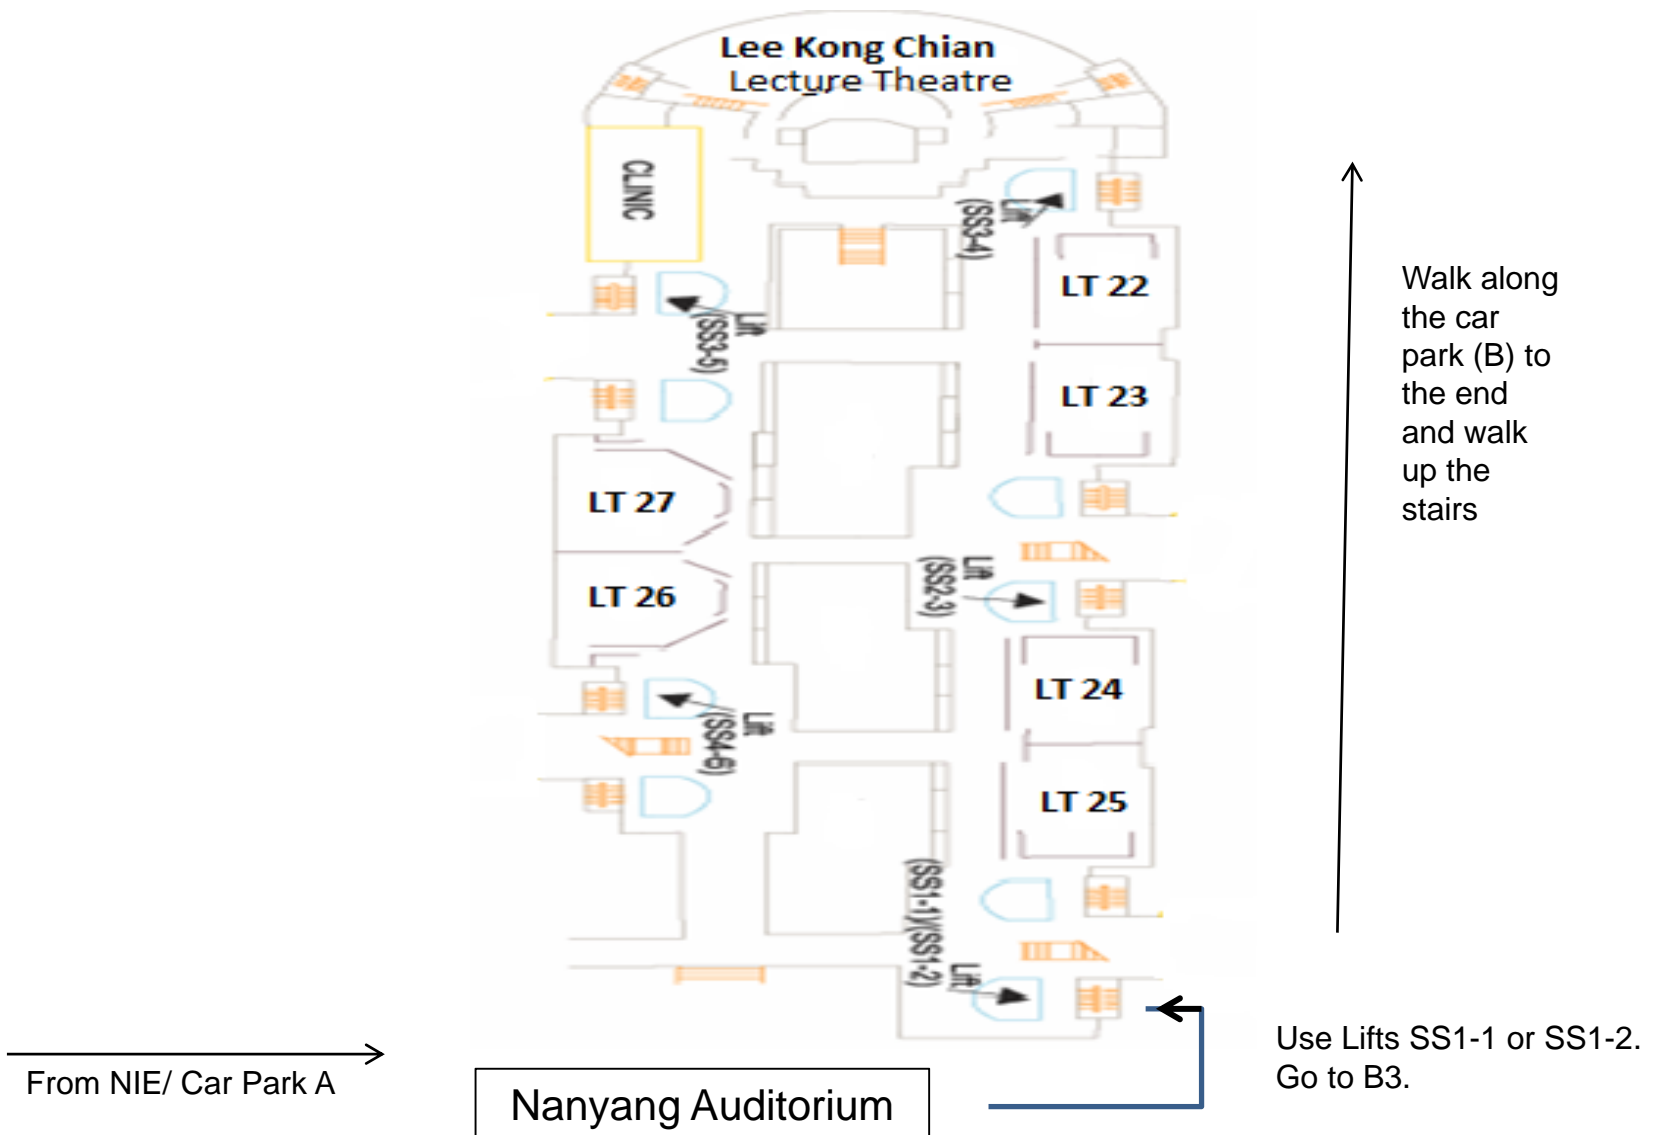 Lee Kong Chian
Lecture Theatre
CLINIC
Lift
(SS3-4)
LT 22
Lift
(SS3-5)
LT 23
Walk along
the car
park (B) to
the end
and walk
up the
stairs
LT 27
Lift
(SS2-3)
LT 26
LT 24
Lift
(SS4-6)
LT 25
Lift
(SS1-1)/(SS1-2)
From NIE/ Car Park A
Nanyang Auditorium
Use Lifts SS1-1 or SS1-2.
Go to B3.